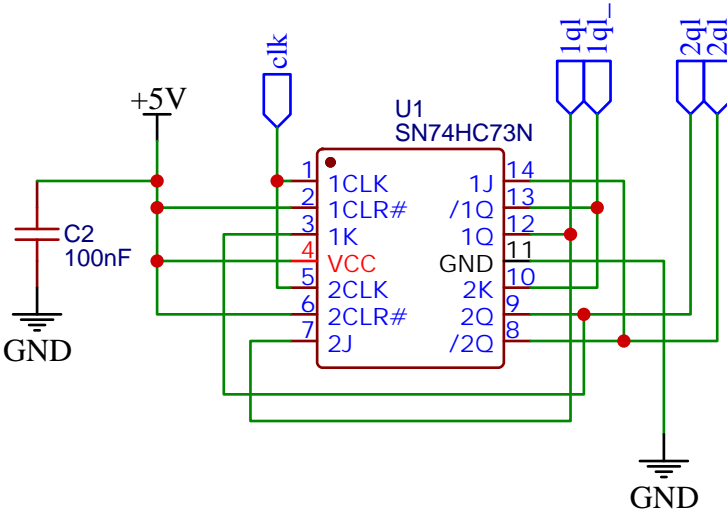 clk
1ql
1ql_
2ql
2ql
+5V
U1
SN74HC73N
1
1CLK
1J
14
2
1CLR#
/1Q
13
3
1K
1Q
12
4
VCC
GND
11
5
2CLK
2K
10
6
2CLR#
2Q
9
7
2J
/2Q
8
C2
100nF
GND
GND